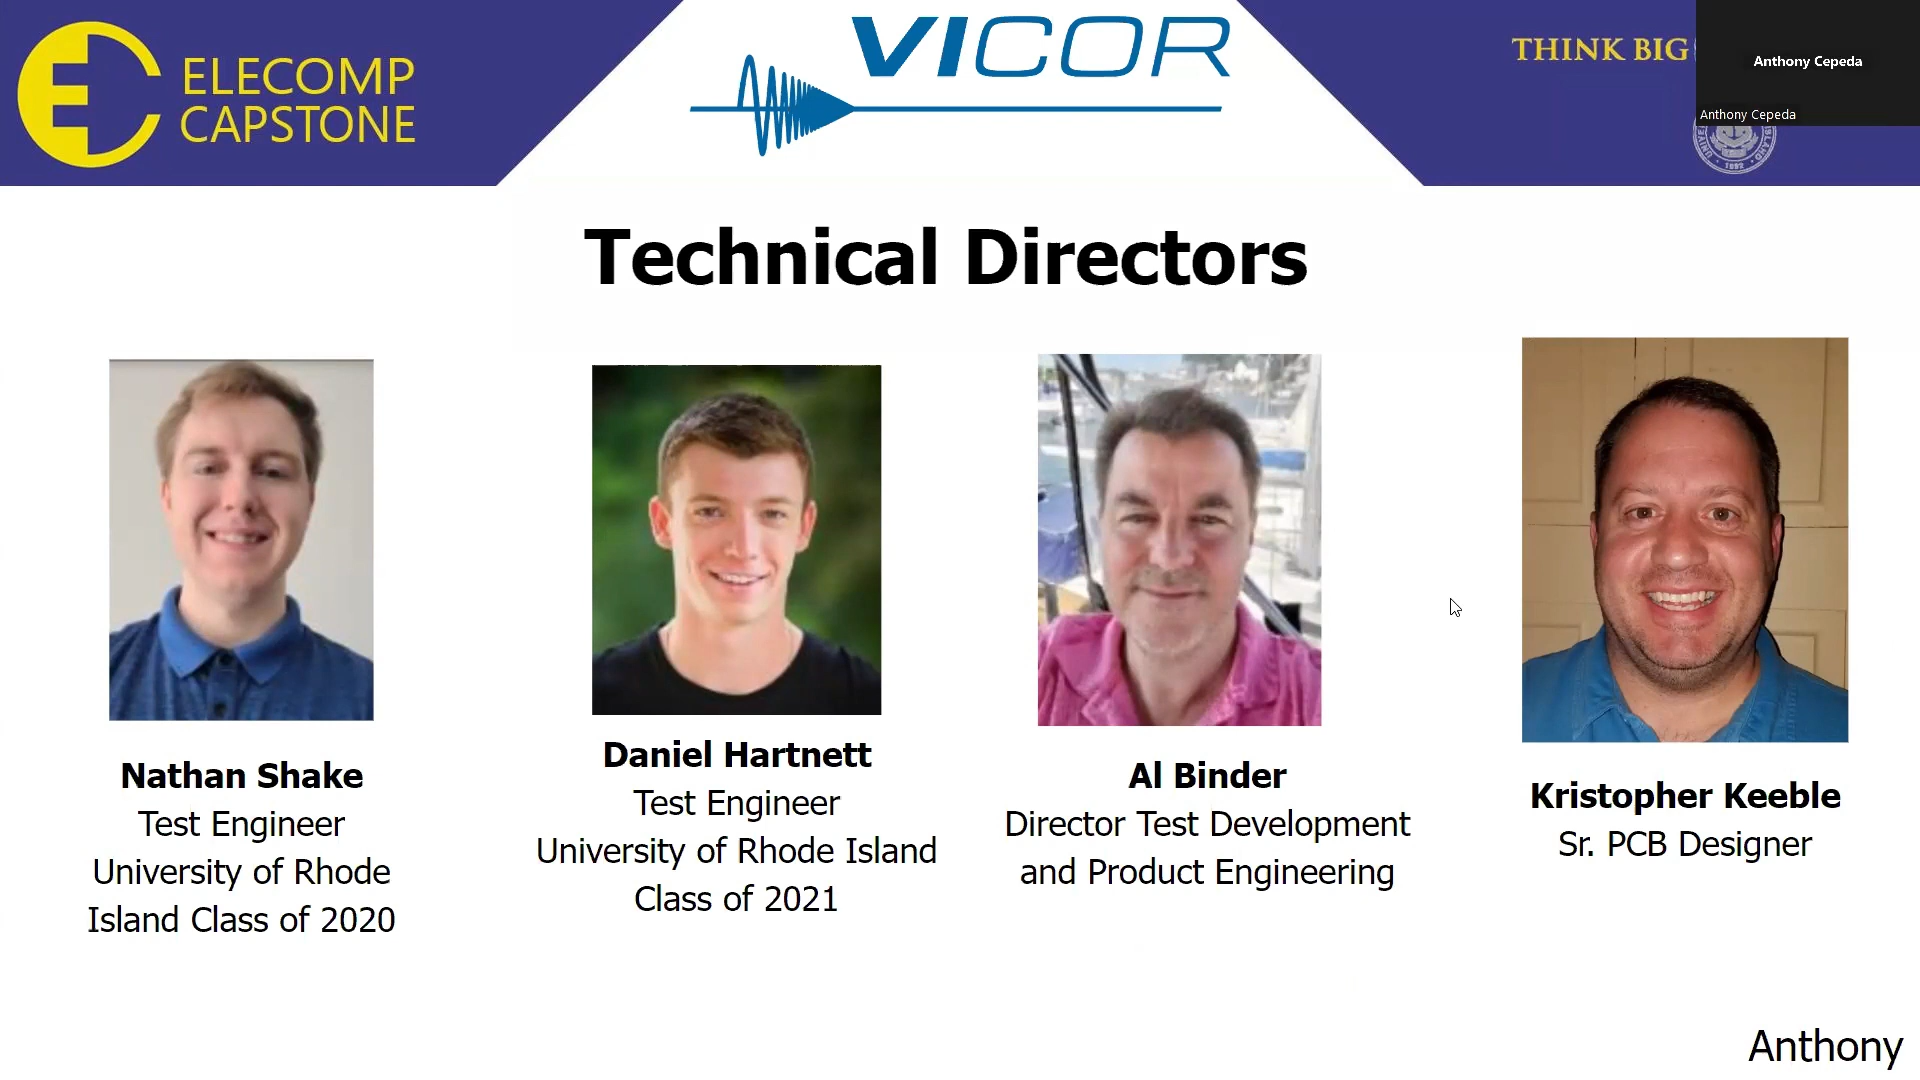 ELECOMP
CAPSTONE
VICOR
THINK BIG
Anthony Cepeda
Anthony Cepeda
1892
Technical Directors
Nathan Shake
Test Engineer
University of Rhode
Island Class of 2020
Daniel Hartnett
Test Engineer
University of Rhode Island
Class of 2021
Al Binder
Director Test Development
and Product Engineering
Kristopher Keeble
Sr. PCB Designer
Anthony